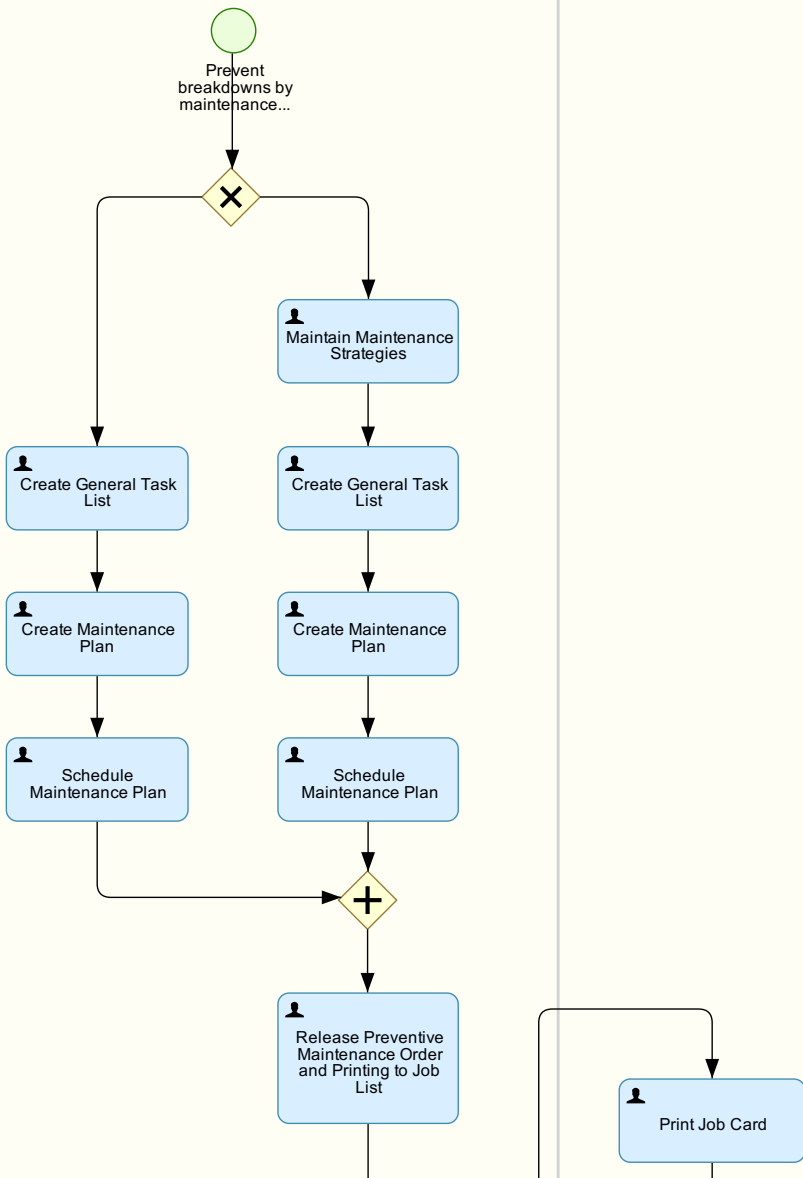 Prevent
breakdowns by
maintenance...
Maintain Maintenance
Strategies
Create General Task
List
Create General Task
List
Create Maintenance
Plan
Create Maintenance
Plan
Schedule
Maintenance Plan
Schedule
Maintenance Plan
Release Preventive
Maintenance Order
and Printing to Job
List
Print Job Card